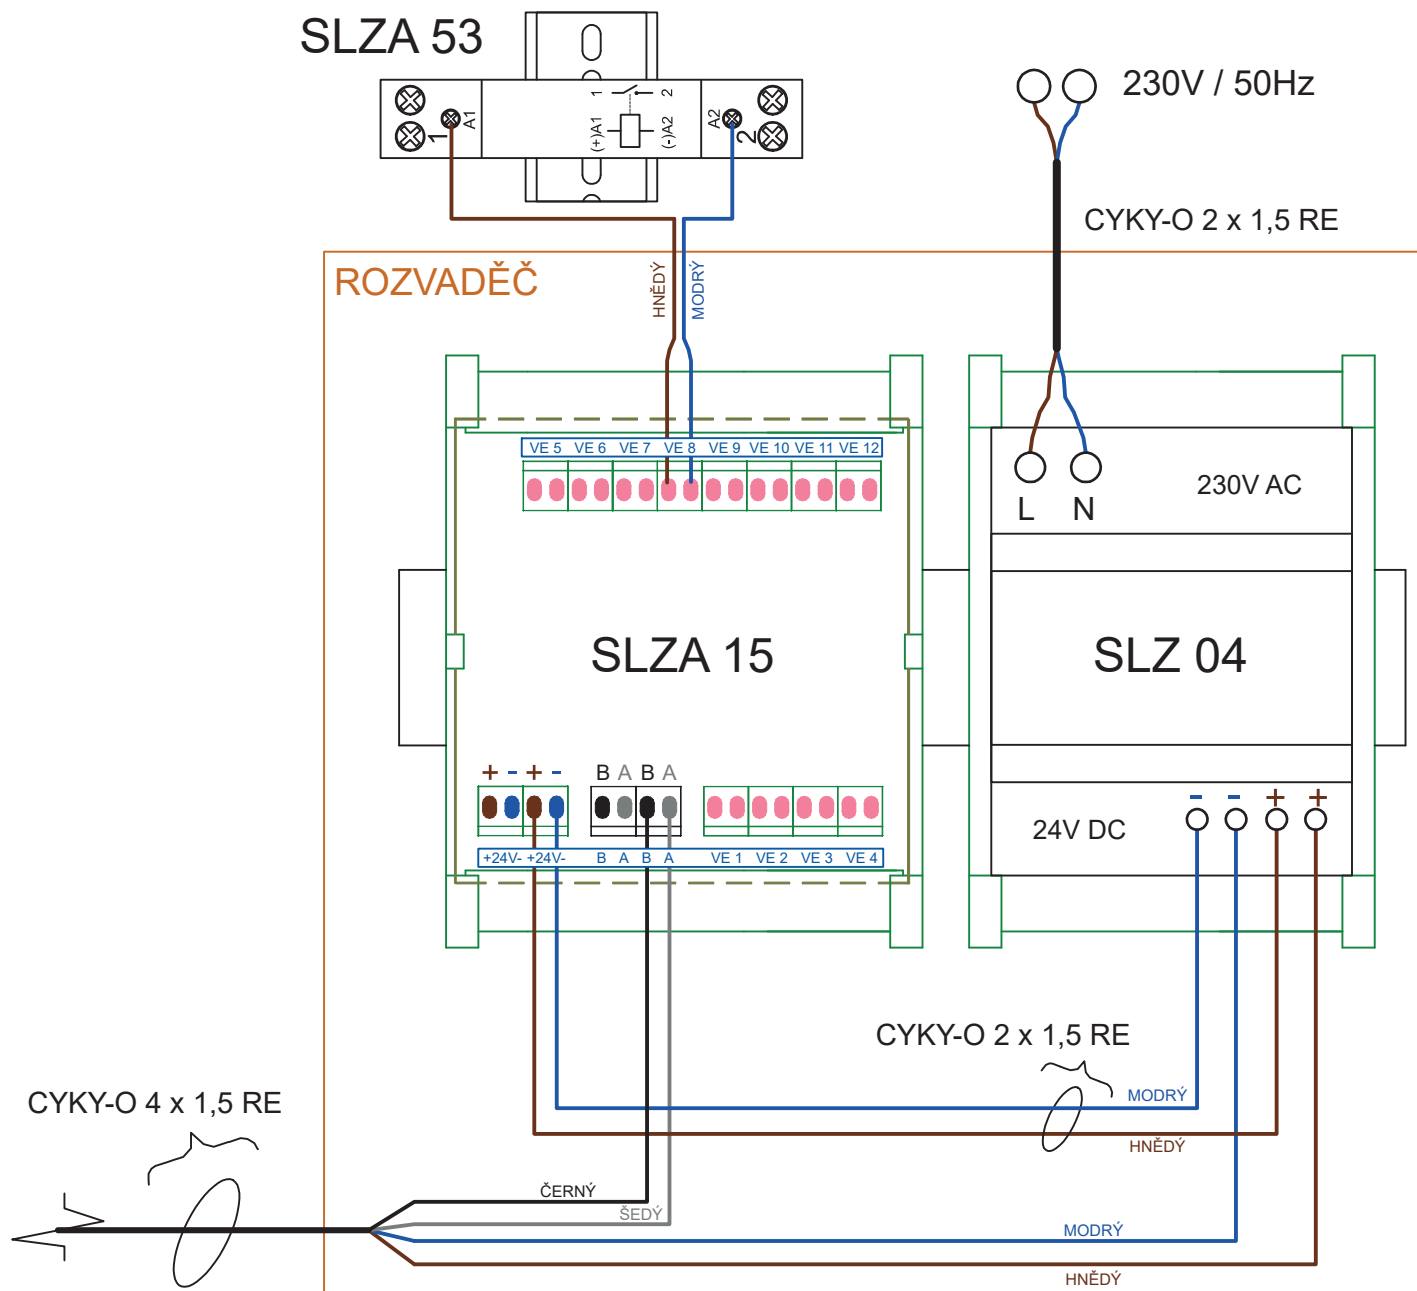 SLZA 53
230V / 50Hz
1 2
A1 (+)A1 (-)A2 A2
1 2
CYKY-O 2 x 1,5 RE
ROZVADĚČ
HNĚDÝ MODRÝ
VE 5 VE 6 VE 7 VE 8 VE 9 VE 10 VE 11 VE 12
230V AC
L N
SLZA 15
SLZ 04
+ - + - B A B A
- - + +
24V DC
+24V- +24V- B A B A VE 1 VE 2 VE 3 VE 4
CYKY-O 2 x 1,5 RE
MODRÝ
CYKY-O 4 x 1,5 RE
HNĚDÝ
ČERNÝ
ŠEDÝ
MODRÝ
HNĚDÝ